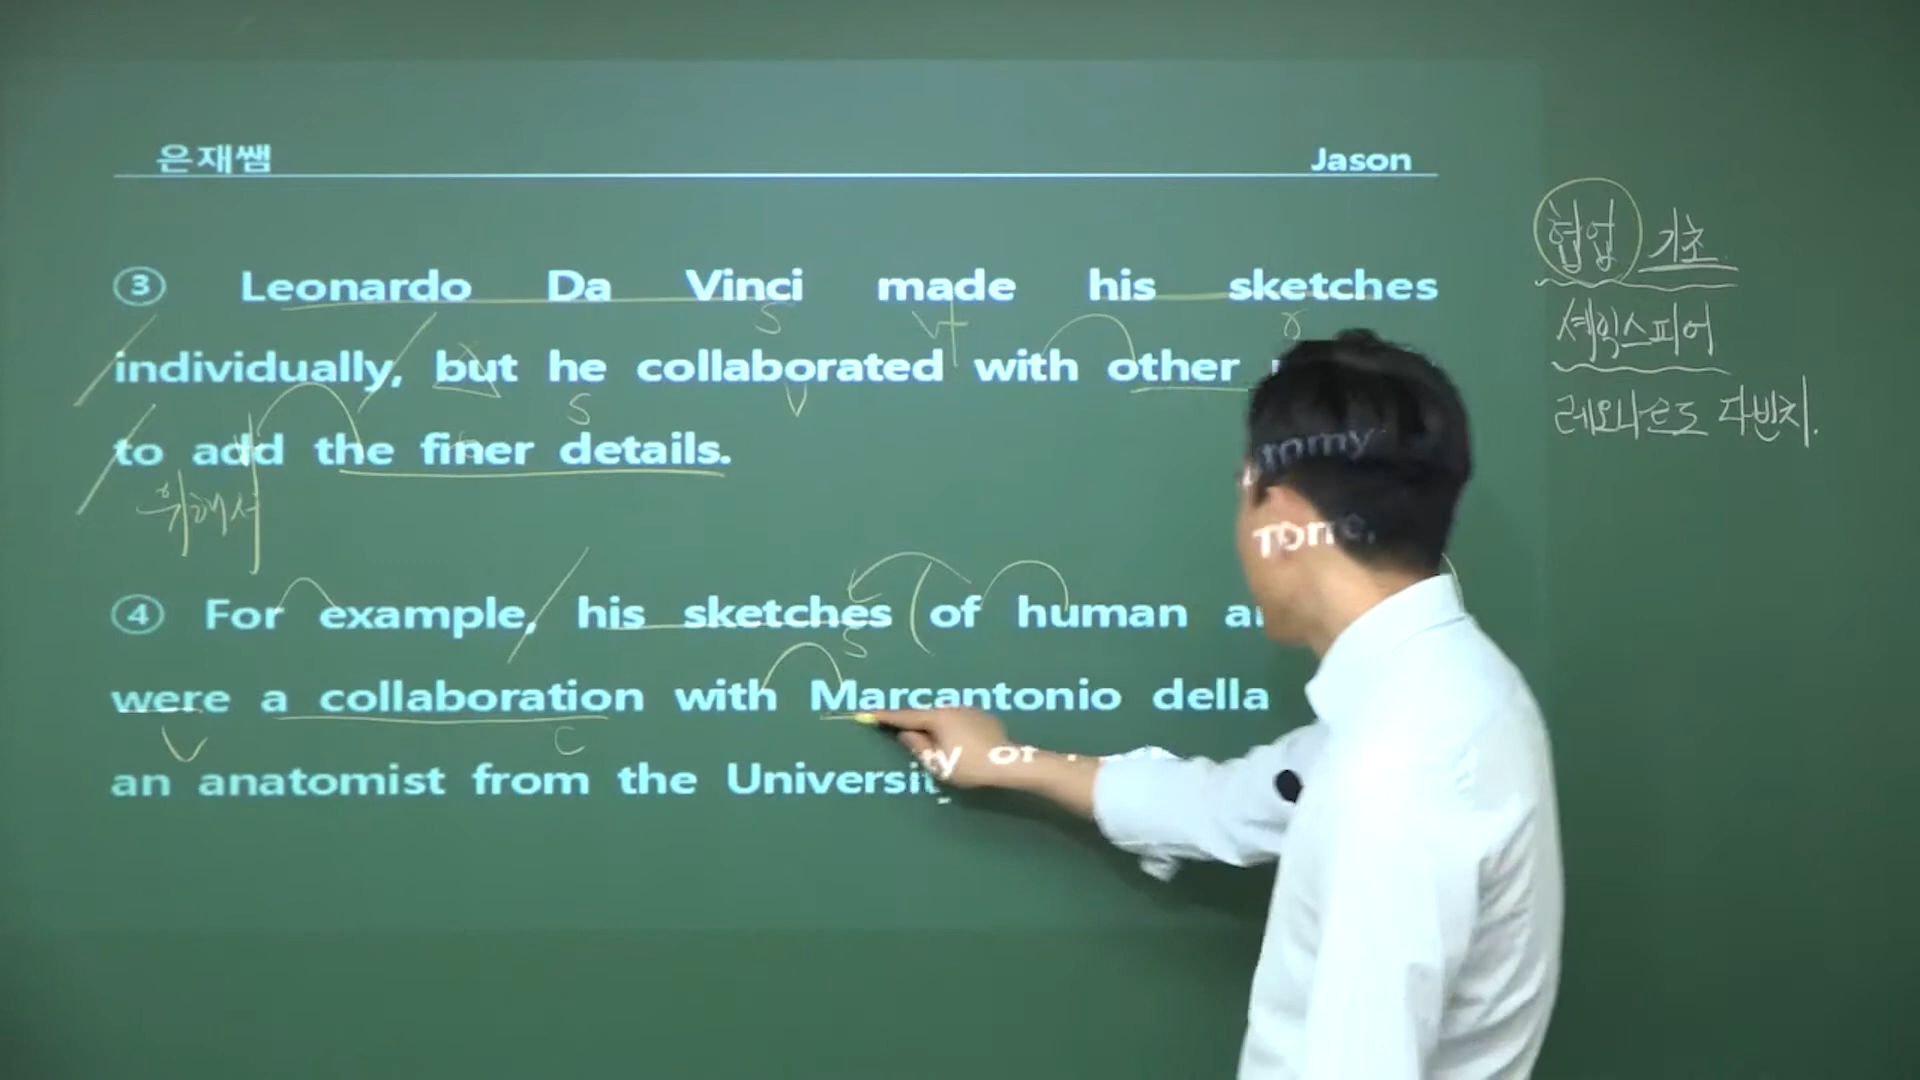 은재쌤 Jason
③ Leonardo Da Vinci made his sketches
individually, but he collaborated with other
to add the finer details.
위해서
④ For example, his sketches of human
were a collaboration with Marcantonio della
an anatomist from the
S V
S V
S
V C
tomy
Torre,
협업 기초
셰익스피어
레오나르도 다빈치.